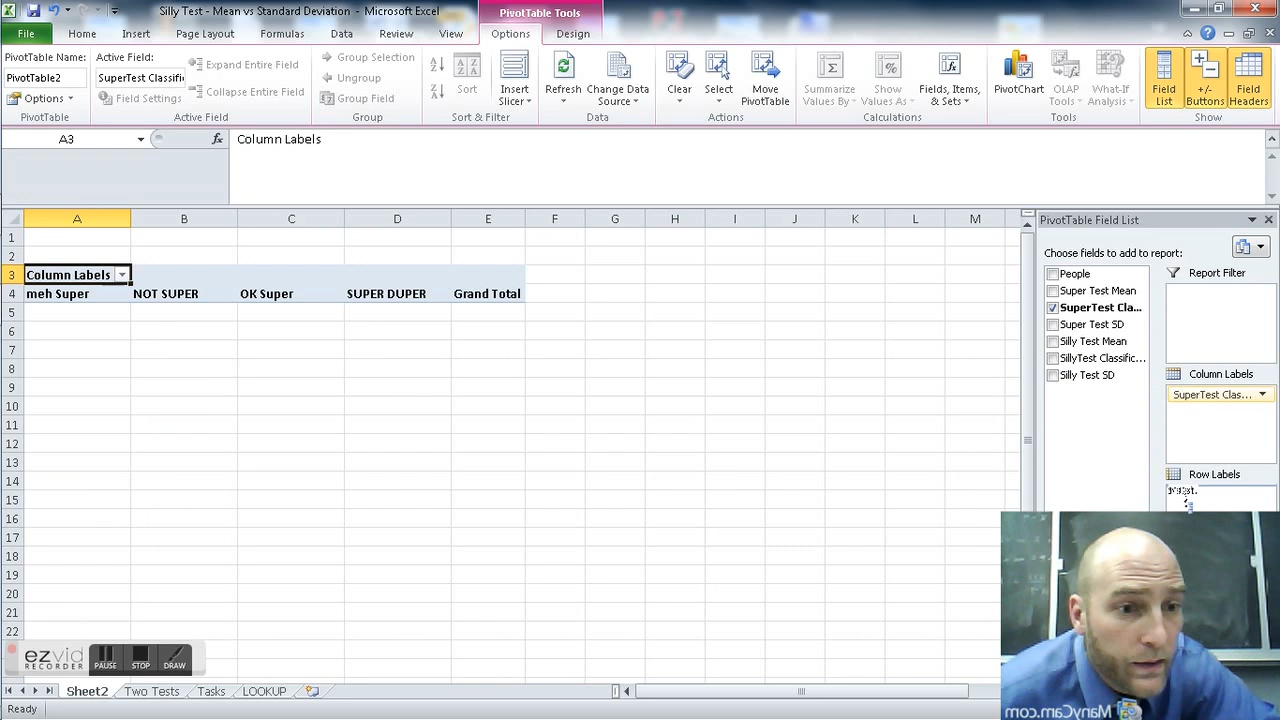 Silly Test - Mean vs Standard Deviation - Microsoft Excel
PivotTable Tools
File Home Insert Page Layout Formulas Data Review View Options Design
PivotTable Name:
PivotTable2
Options
PivotTable
Active Field:
SuperTest Classifi
Field Settings
Expand Entire Field
Collapse Entire Field
Active Field
Group Selection
Ungroup
Group Field
Group
Sort
Insert Slicer
Sort & Filter
Refresh
Change Data Source
Data
Clear
Select
Move PivotTable
Actions
Summarize Values By
Show Values As
Fields, Items, & Sets
Calculations
PivotChart
OLAP Tools
What-If Analysis
Tools
Field List
+/- Buttons
Field Headers
Show
A3
fx
Column Labels
A B C D E F G H I J K L M
1
2
3 Column Labels
4 meh Super NOT SUPER OK Super SUPER DUPER Grand Total
5
6
7
8
9
10
11
12
13
14
15
16
17
18
19
20
21
22
PivotTable Field List
Choose fields to add to report:
People
Super Test Mean
SuperTest Cla...
Super Test SD
Silly Test Mean
SillyTest Classific...
Silly Test SD
Report Filter
Column Labels
SuperTest Clas...
Row Labels
ezvid
RECORDER
PAUSE STOP DRAW
Sheet2 Two Tests Tasks LOOKUP
Ready
ManyCam.com